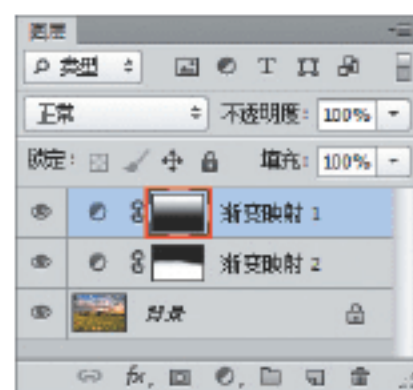 图层
类型
正常 不透明度: 100%
锁定: 填充: 100%
渐变映射 1
渐变映射 2
背景
fx